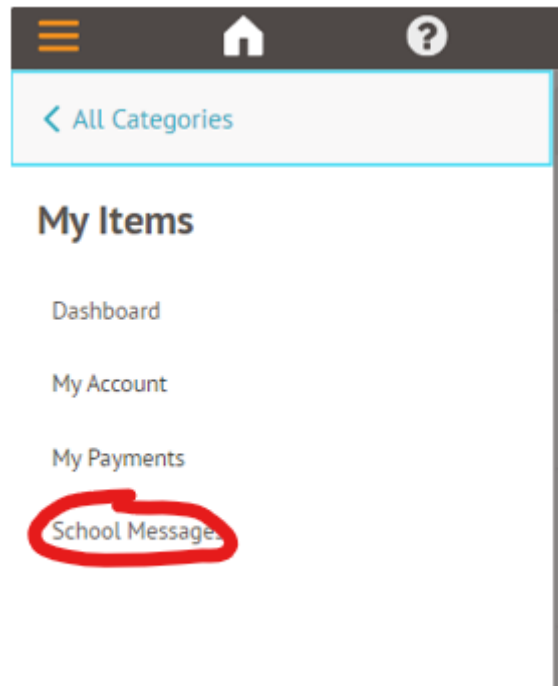 All Categories
My Items
Dashboard
My Account
My Payments
School Messages